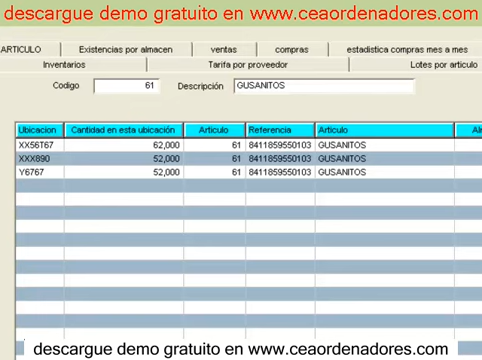 descargue demo gratuito en www.ceaordenadores.com
ARTICULO Existencias por almacen ventas compras estadistica compras mes a mes
Inventarios Tarifa por proveedor Lotes por articulo
Codigo 61 Descripción GUSANITOS
Ubicacion Cantidad en esta ubicación Articulo Referencia Articulo
XX56T67 62,000 61 8411859550103 GUSANITOS
XXX890 52,000 61 8411859550103 GUSANITOS
Y6767 52,000 61 8411859550103 GUSANITOS
descargue demo gratuito en www.ceaordenadores.com